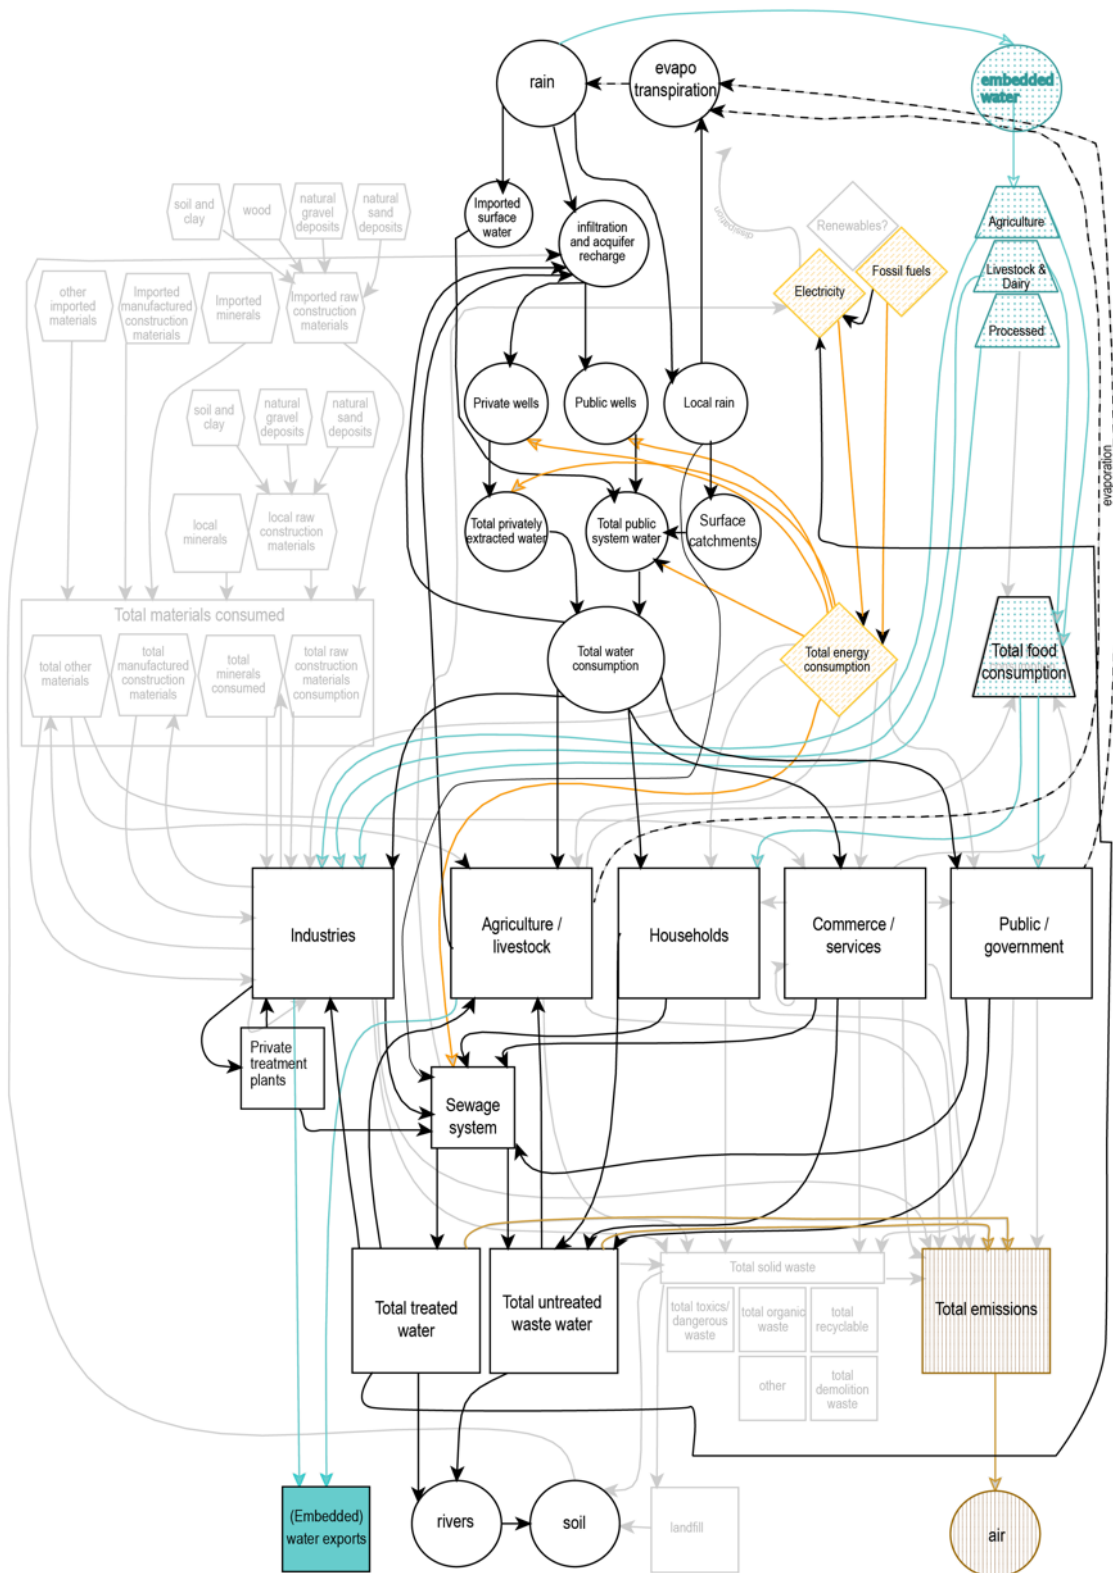 rain
evapo
transpiration
embedded
water
soil and
clay
wood
natural
gravel
deposits
natural
sand
deposits
Imported
surface
water
infiltration
and acquifer
recharge
dissipation
Renewables?
Agriculture
other
imported
materials
Imported
manufactured
construction
materials
Imported
minerals
Imported raw
construction
materials
Electricity
Fossil fuels
Livestock &
Dairy
Processed
soil and
clay
natural
gravel
deposits
natural
sand
deposits
Private wells
Public wells
Local rain
evaporation
local
minerals
local raw
construction
materials
Total privately
extracted water
Total public
system water
Surface
catchments
Total materials consumed
total other
materials
total
manufactured
construction
materials
total
minerals
consumed
total raw
construction
materials
consumption
Total water
consumption
Total energy
consumption
Total food
consumption
Industries
Agriculture /
livestock
Households
Commerce /
services
Public /
government
Private
treatment
plants
Sewage
system
Total treated
water
Total untreated
waste water
Total solid waste
total toxics/
dangerous
waste
total organic
waste
total
recyclable
other
total
demolition
waste
Total emissions
(Embedded)
water exports
rivers
soil
landfill
air